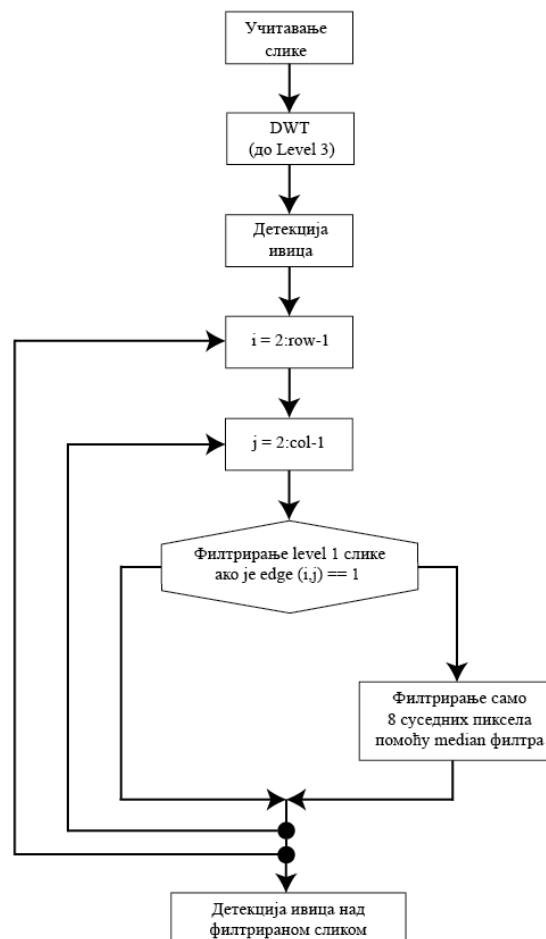 Учитавање
слике
DWT
(до Level 3)
Детекција
ивица
i = 2:row-1
j = 2:col-1
Филтрирање level 1 слике
ако је edge (i,j) == 1
Филтрирање само
8 суседних пиксела
помоћу median филтра
Детекција ивица над
филтрираном сликом